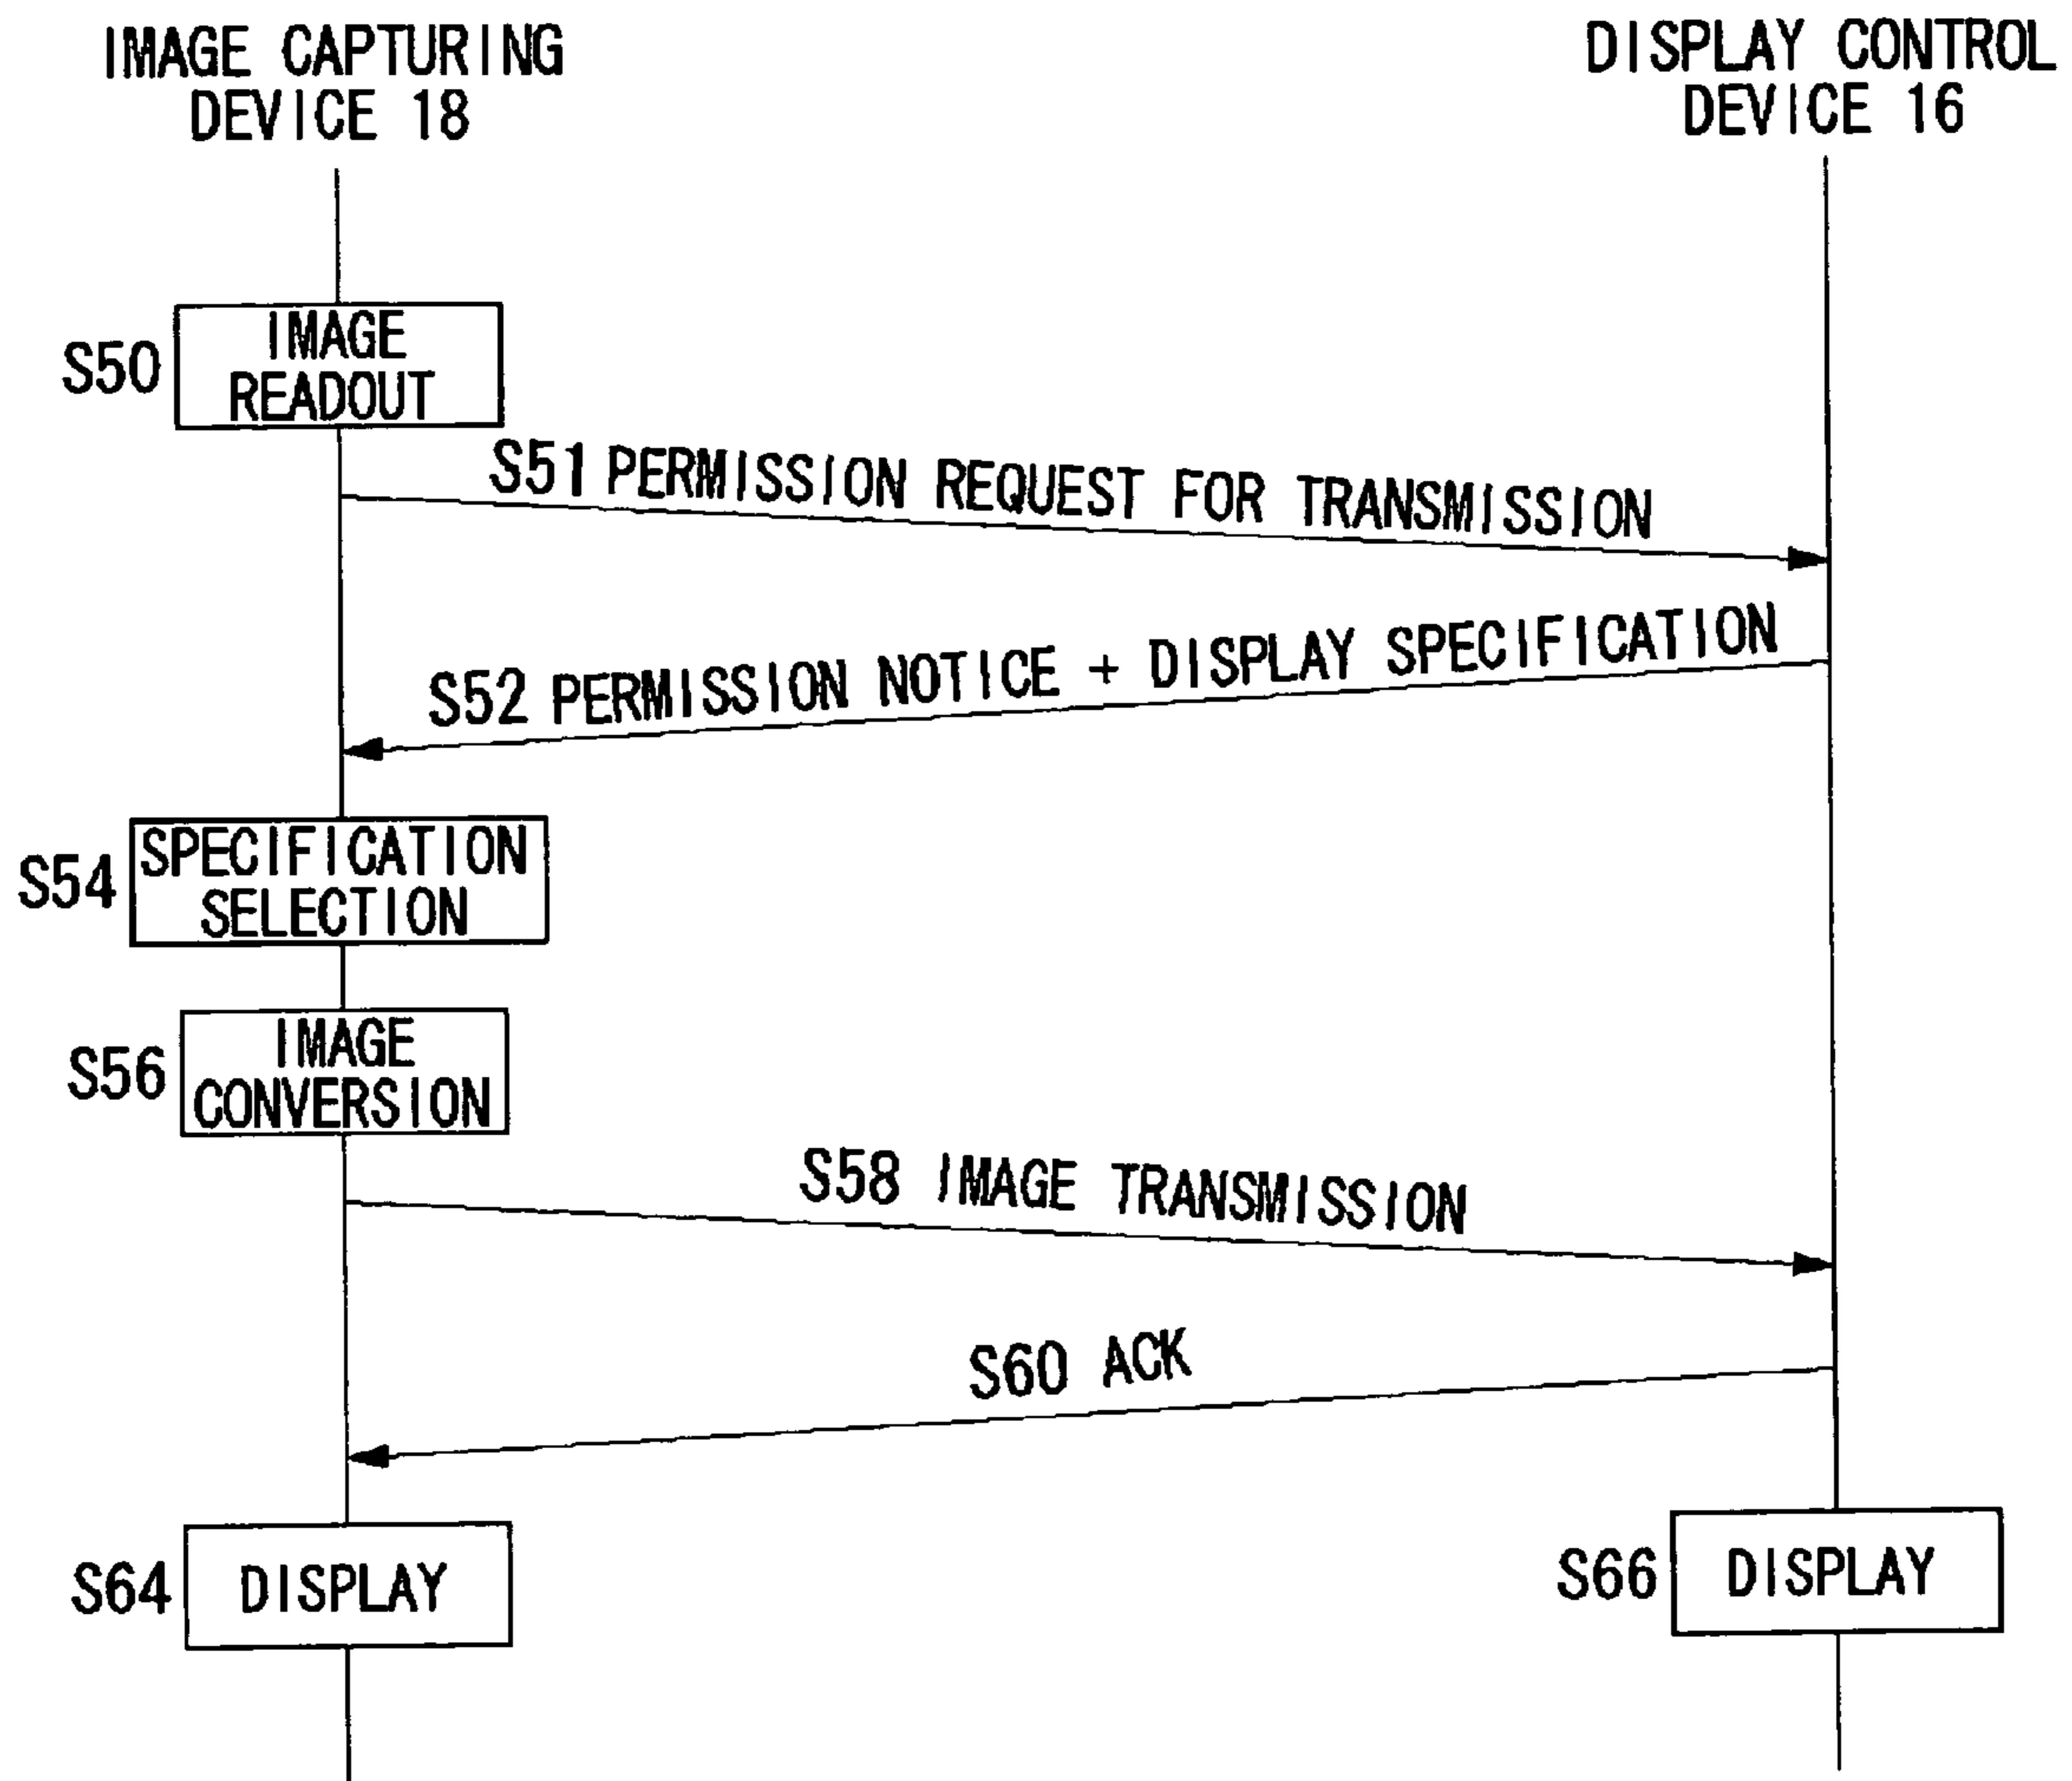 IMAGE CAPTURING
DEVICE 18
DISPLAY CONTROL
DEVICE 16
S50
IMAGE
READOUT
S51 PERMISSION REQUEST FOR TRANSMISSION
S52 PERMISSION NOTICE + DISPLAY SPECIFICATION
S54
SPECIFICATION
SELECTION
S56
IMAGE
CONVERSION
S58 IMAGE TRANSMISSION
S60 ACK
S64
DISPLAY
S66
DISPLAY